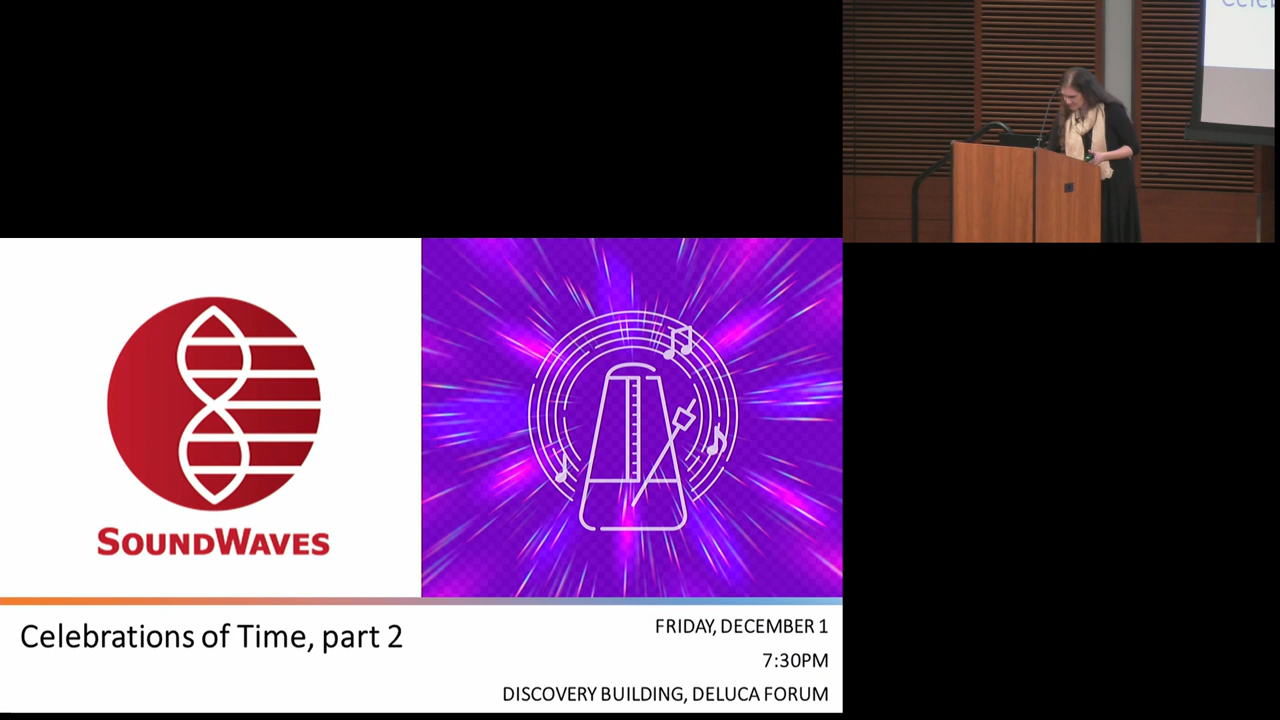 SOUNDWAVES
Celebrations of Time, part 2
FRIDAY, DECEMBER 1
7:30PM
DISCOVERY BUILDING, DELUCA FORUM